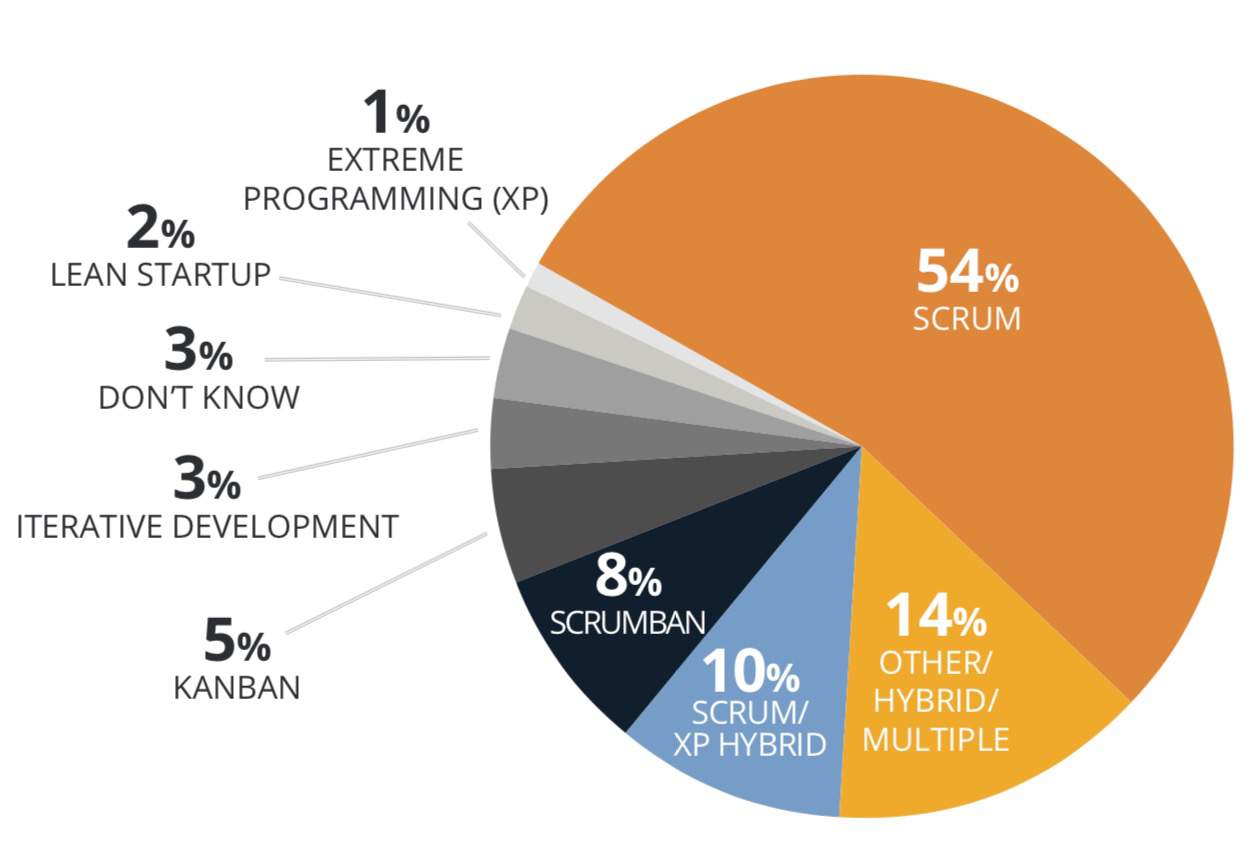 1%
EXTREME
PROGRAMMING (XP)
2%
LEAN STARTUP
3%
DON'T KNOW
3%
ITERATIVE DEVELOPMENT
5%
KANBAN
54%
SCRUM
8%
SCRUMBAN
10%
SCRUM/
XP HYBRID
14%
OTHER/
HYBRID/
MULTIPLE